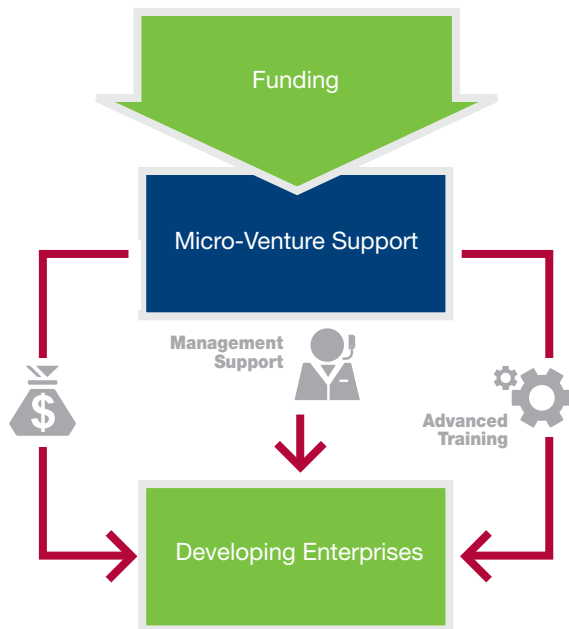 Funding
Micro-Venture Support
Management
Support
$
Advanced
Training
Developing Enterprises